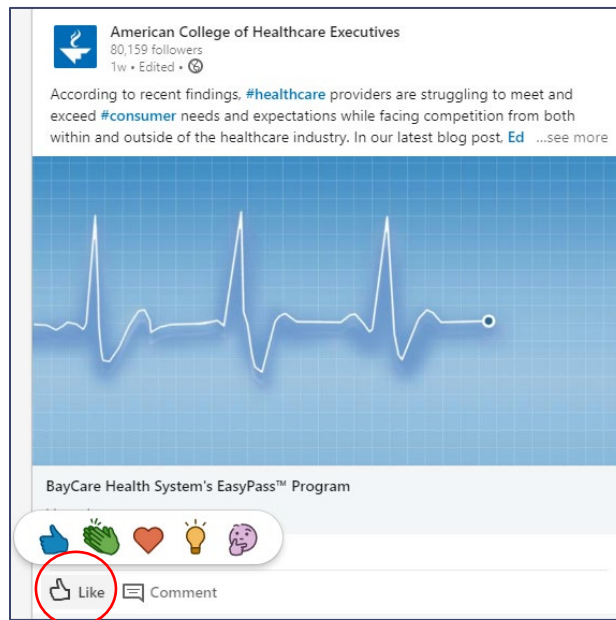 American College of Healthcare Executives
80,159 followers
1w • Edited •
According to recent findings, #healthcare providers are struggling to meet and
exceed #consumer needs and expectations while facing competition from both
within and outside of the healthcare industry. In our latest blog post, Ed ...see more
BayCare Health System's EasyPass™ Program
Like Comment